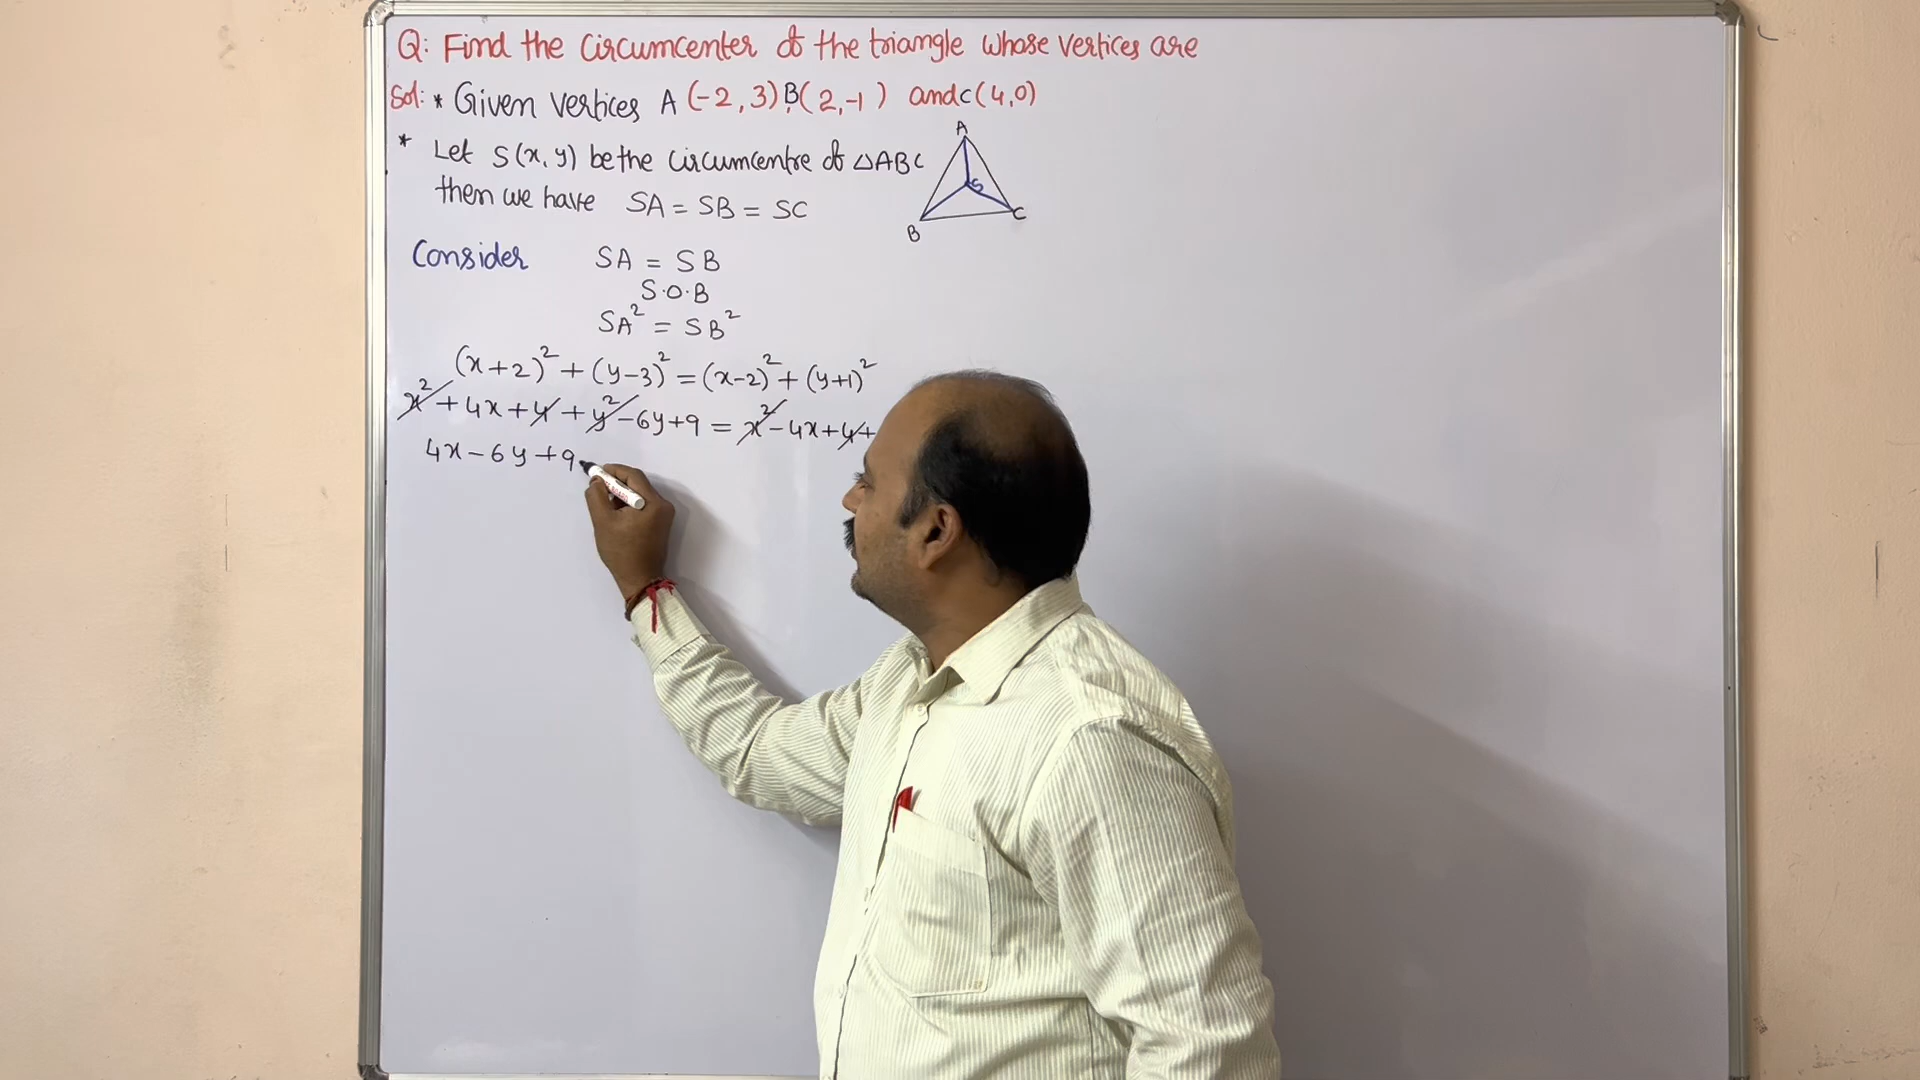 Q: Find the Circumcenter of the triangle whose vertices are
Sol: * Given vertices A (-2, 3), B(2, -1) and C(4, 0)
* Let S(x, y) be the Circumcentre of △ABC
then we have SA = SB = SC
A
S
B
C
Consider SA = SB
S.O.B
SA² = SB²
(x+2)² + (y-3)² = (x-2)² + (y+1)²
x² + 4x + 4 + y² - 6y + 9 = x² - 4x + 4 +
4x - 6y + 9